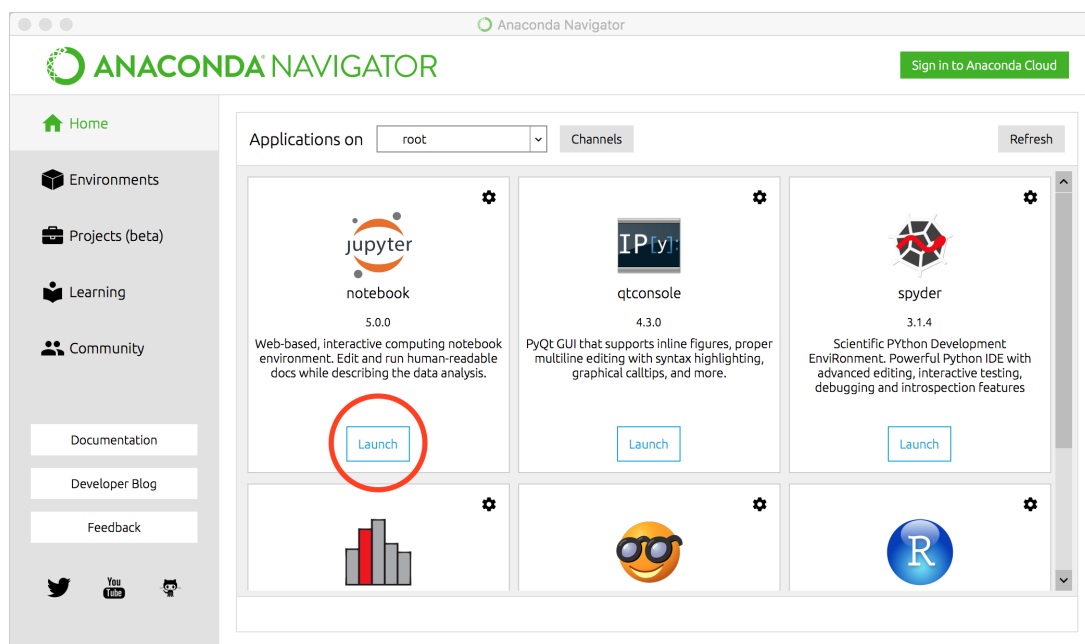 Anaconda Navigator
ANACONDA NAVIGATOR
Sign in to Anaconda Cloud
Home
Environments
Projects (beta)
Learning
Community
Documentation
Developer Blog
Feedback
You
Tube
Applications on
root
Channels
Refresh
jupyter
notebook
5.0.0
Web-based, interactive computing notebook
environment. Edit and run human-readable
docs while describing the data analysis.
Launch
IP[y]:
qtconsole
4.3.0
PyQt GUI that supports inline figures, proper
multiline editing with syntax highlighting,
graphical calltips, and more.
Launch
spyder
3.1.4
Scientific PYthon Development
EnviRonment. Powerful Python IDE with
advanced editing, interactive testing,
debugging and introspection features
Launch
R